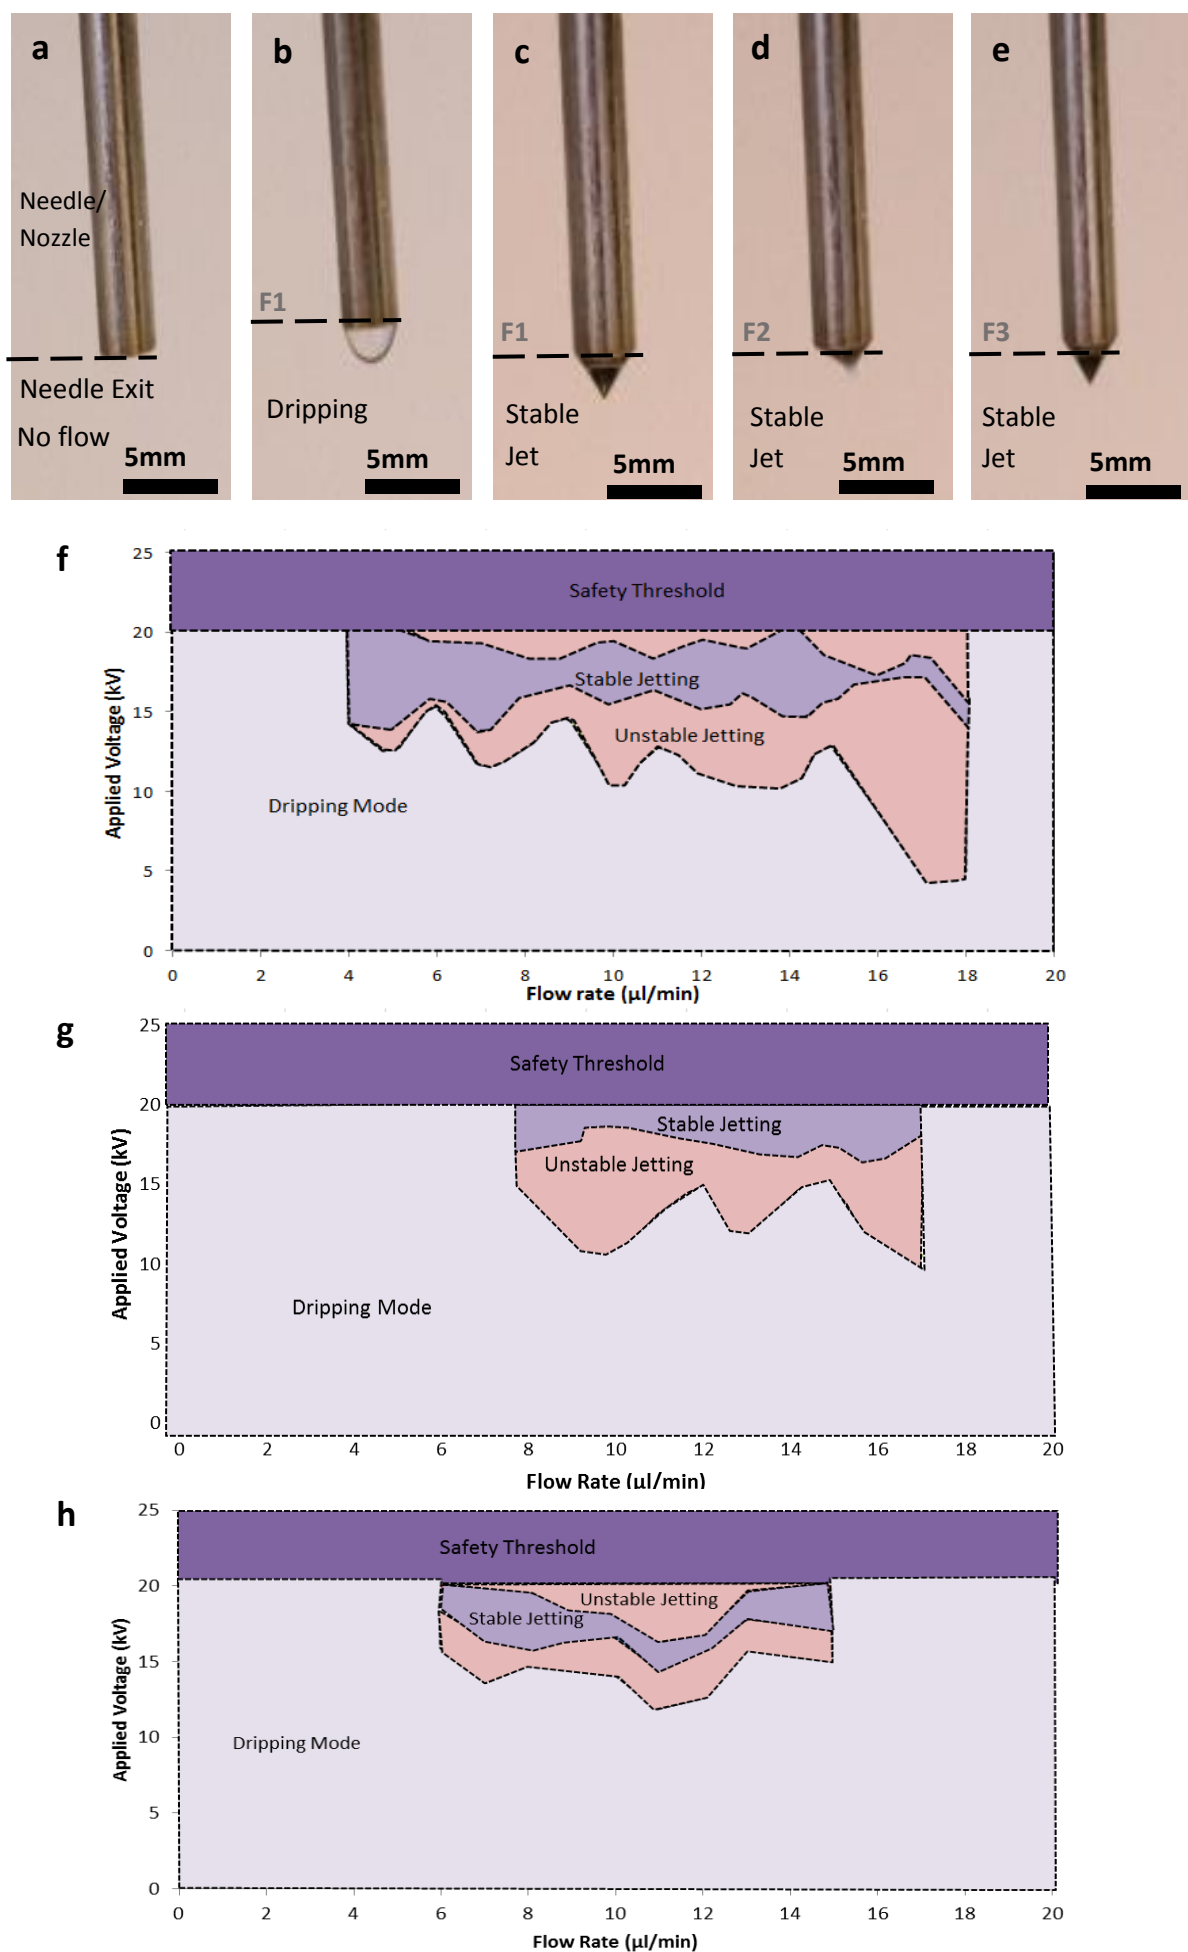 a
Needle/
Nozzle
Needle Exit
No flow
5mm
b
F1
Dripping
5mm
c
F1
Stable
Jet
5mm
d
F2
Stable
Jet
5mm
e
F3
Stable
Jet
5mm
f
Applied Voltage (kV)
25
20
15
10
5
0
Safety Threshold
Stable Jetting
Unstable Jetting
Dripping Mode
0 2 4 6 8 10 12 14 16 18 20
Flow rate (µl/min)
g
Applied Voltage (kV)
25
20
15
10
5
0
Safety Threshold
Stable Jetting
Unstable Jetting
Dripping Mode
0 2 4 6 8 10 12 14 16 18 20
Flow Rate (µl/min)
h
Applied Voltage (kV)
25
20
15
10
5
0
Safety Threshold
Unstable Jetting
Stable Jetting
Dripping Mode
0 2 4 6 8 10 12 14 16 18 20
Flow Rate (µl/min)